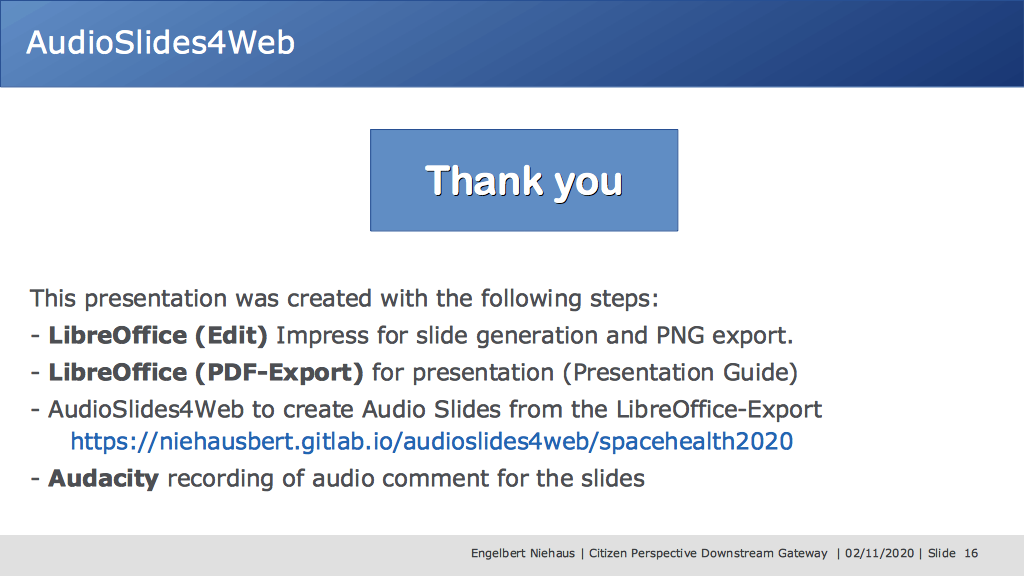 AudioSlides4Web
Thank you
This presentation was created with the following steps:
- LibreOffice (Edit) Impress for slide generation and PNG export.
- LibreOffice (PDF-Export) for presentation (Presentation Guide)
- AudioSlides4Web to create Audio Slides from the LibreOffice-Export
https://niehausbert.gitlab.io/audioslides4web/spacehealth2020
- Audacity recording of audio comment for the slides
Engelbert Niehaus | Citizen Perspective Downstream Gateway | 02/11/2020 | Slide 16